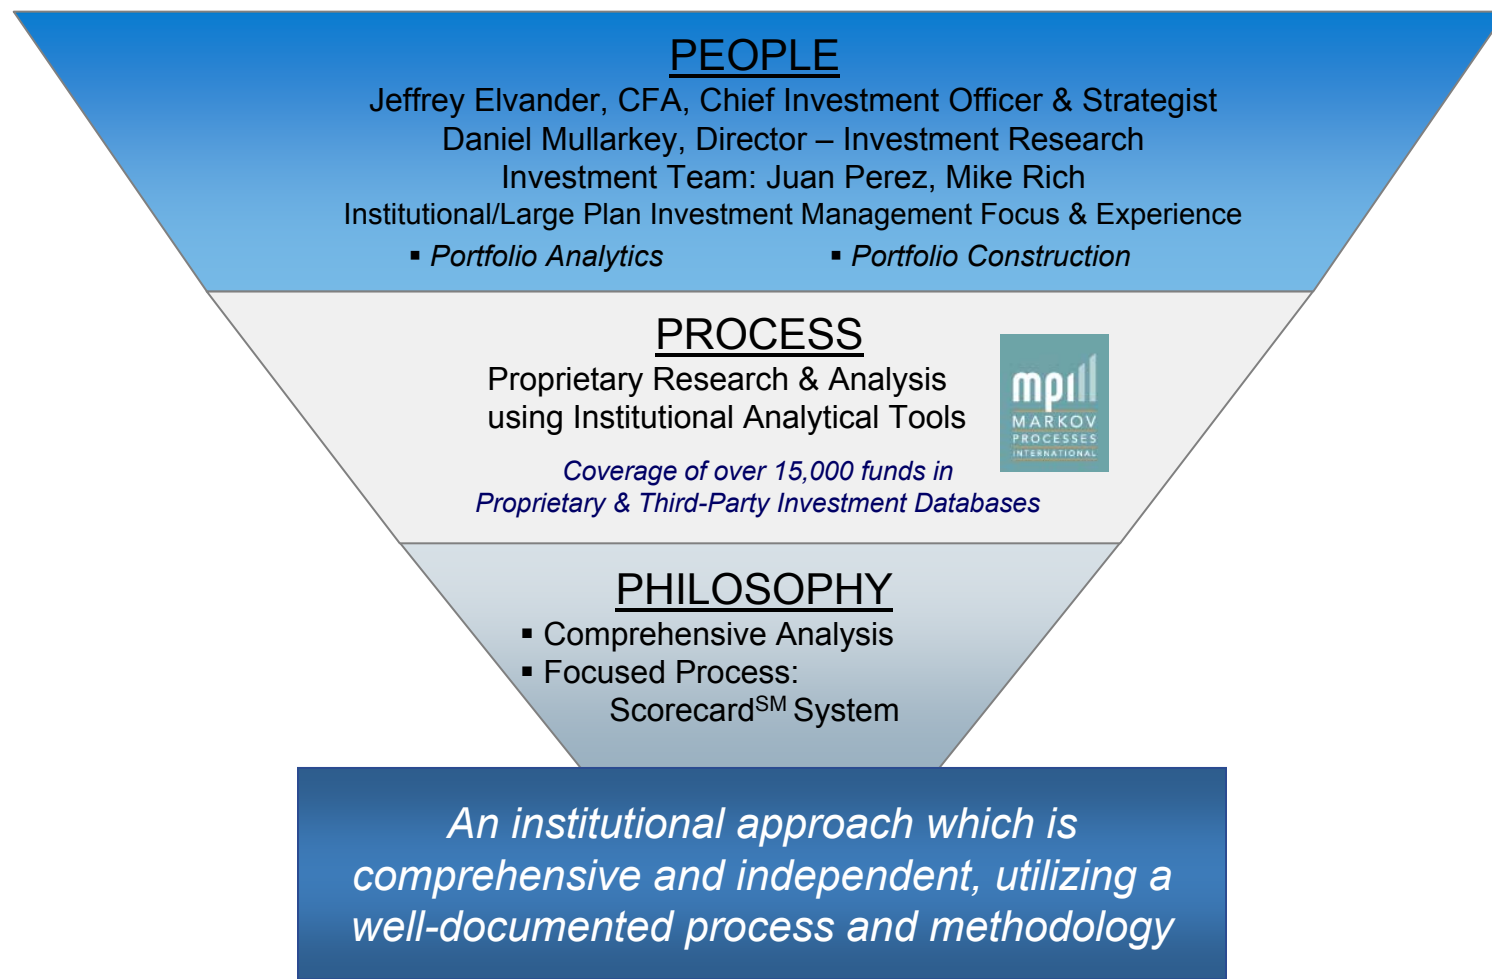 PEOPLE
Jeffrey Elvander, CFA, Chief Investment Officer & Strategist
Daniel Mullarkey, Director – Investment Research
Investment Team: Juan Perez, Mike Rich
Institutional/Large Plan Investment Management Focus & Experience
▪ Portfolio Analytics ▪ Portfolio Construction
PROCESS
Proprietary Research & Analysis
using Institutional Analytical Tools
mpi
MARKOV
PROCESSES
INTERNATIONAL
Coverage of over 15,000 funds in
Proprietary & Third-Party Investment Databases
PHILOSOPHY
▪ Comprehensive Analysis
▪ Focused Process:
Scorecard℠ System
An institutional approach which is
comprehensive and independent, utilizing a
well-documented process and methodology